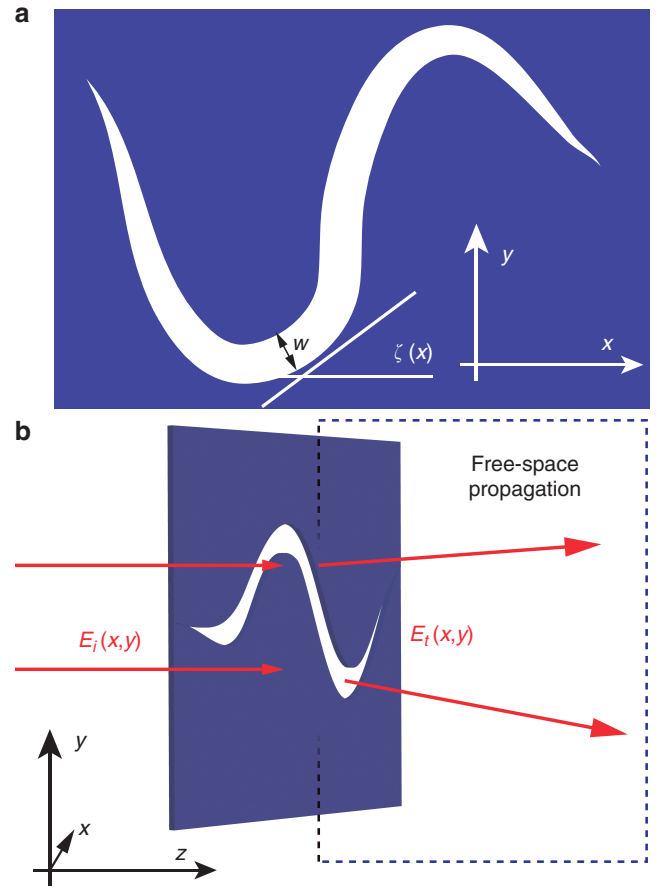 a
w
ζ (x)
y
x
b
Free-space
propagation
E_i(x,y)
E_t(x,y)
y
x
z